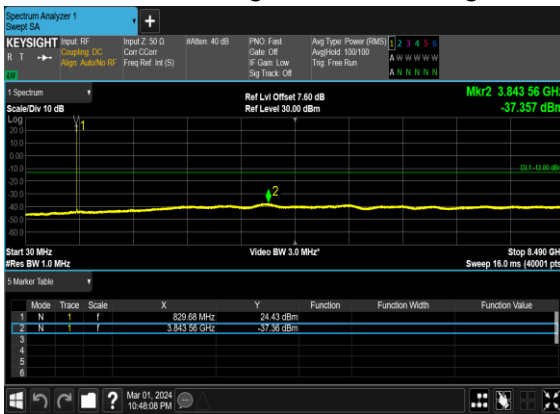 Spectrum Analyzer 1
Swept SA
KEYSIGHT Input: RF Input Z: 50 Ω #Atten: 40 dB PNO: Fast Avg Type: Power (RMS) 1 2 3 4 5 6
R T Coupling: DC Corr CCorr Gate: Off Avg|Hold: 100/100 A W W W W W
Align: Auto/No RF Freq Ref: Int (S) IF Gain: Low Trig: Free Run
LV Sig Track: Off A N N N N N
1 Spectrum Ref Lvl Offset 7.60 dB Mkr2 3.843 56 GHz
Scale/Div 10 dB Ref Level 30.00 dBm -37.357 dBm
Log
20.0 1
10.0
0.00
-10.0 DL1 -13.00 dBm
-20.0
-30.0 2
-40.0
-50.0
-60.0
Start 30 MHz Video BW 3.0 MHz* Stop 8.490 GHz
#Res BW 1.0 MHz Sweep 16.0 ms (40001 pts)
5 Marker Table
Mode Trace Scale X Y Function Function Width Function Value
1 N 1 f 829.68 MHz 24.43 dBm
2 N 1 f 3.843 56 GHz -37.36 dBm
3
4
5
6
? Mar 01, 2024
10:48:08 PM